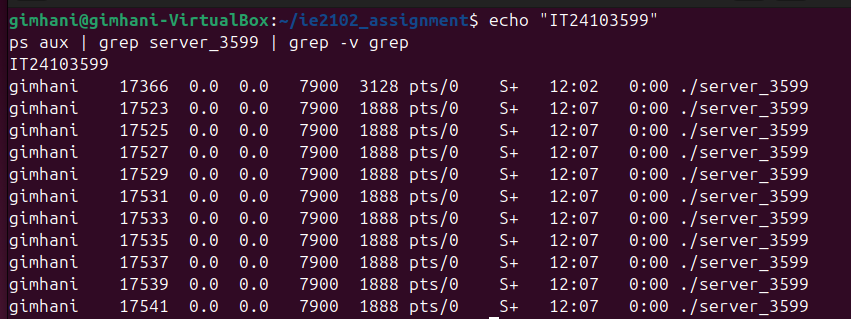 gimhani@gimhani-VirtualBox:~/ie2102_assignment$ echo "IT24103599"
ps aux | grep server_3599 | grep -v grep
IT24103599
gimhani    17366  0.0  0.0   7900  3128 pts/0    S+   12:02   0:00 ./server_3599
gimhani    17523  0.0  0.0   7900  1888 pts/0    S+   12:07   0:00 ./server_3599
gimhani    17525  0.0  0.0   7900  1888 pts/0    S+   12:07   0:00 ./server_3599
gimhani    17527  0.0  0.0   7900  1888 pts/0    S+   12:07   0:00 ./server_3599
gimhani    17529  0.0  0.0   7900  1888 pts/0    S+   12:07   0:00 ./server_3599
gimhani    17531  0.0  0.0   7900  1888 pts/0    S+   12:07   0:00 ./server_3599
gimhani    17533  0.0  0.0   7900  1888 pts/0    S+   12:07   0:00 ./server_3599
gimhani    17535  0.0  0.0   7900  1888 pts/0    S+   12:07   0:00 ./server_3599
gimhani    17537  0.0  0.0   7900  1888 pts/0    S+   12:07   0:00 ./server_3599
gimhani    17539  0.0  0.0   7900  1888 pts/0    S+   12:07   0:00 ./server_3599
gimhani    17541  0.0  0.0   7900  1888 pts/0    S+   12:07   0:00 ./server_3599